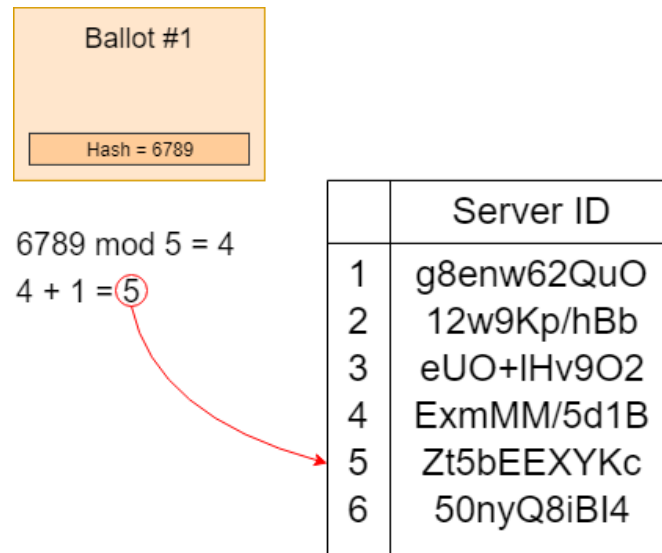 Ballot #1
Hash = 6789
6789 mod 5 = 4
4 + 1 = 5
Server ID
1 g8enw62QuO
2 12w9Kp/hBb
3 eUO+lHv9O2
4 ExmMM/5d1B
5 Zt5bEEXYKc
6 50nyQ8iBI4